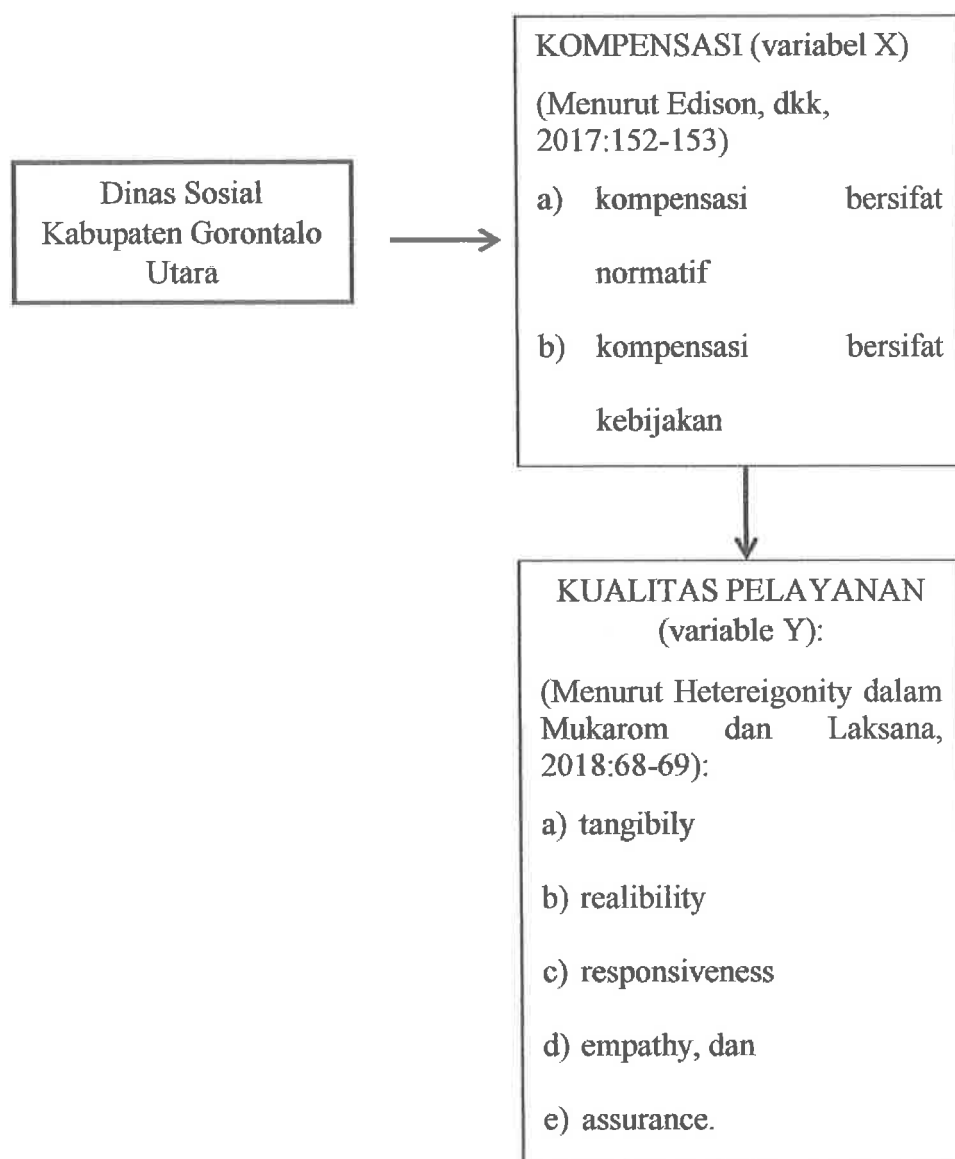 Dinas Sosial
Kabupaten Gorontalo
Utara
KOMPENSASI (variabel X)
(Menurut Edison, dkk,
2017:152-153)
a) kompensasi bersifat
normatif
b) kompensasi bersifat
kebijakan
KUALITAS PELAYANAN
(variable Y):
(Menurut Hetereigonity dalam
Mukarom dan Laksana,
2018:68-69):
a) tangibily
b) realibility
c) responsiveness
d) empathy, dan
e) assurance.